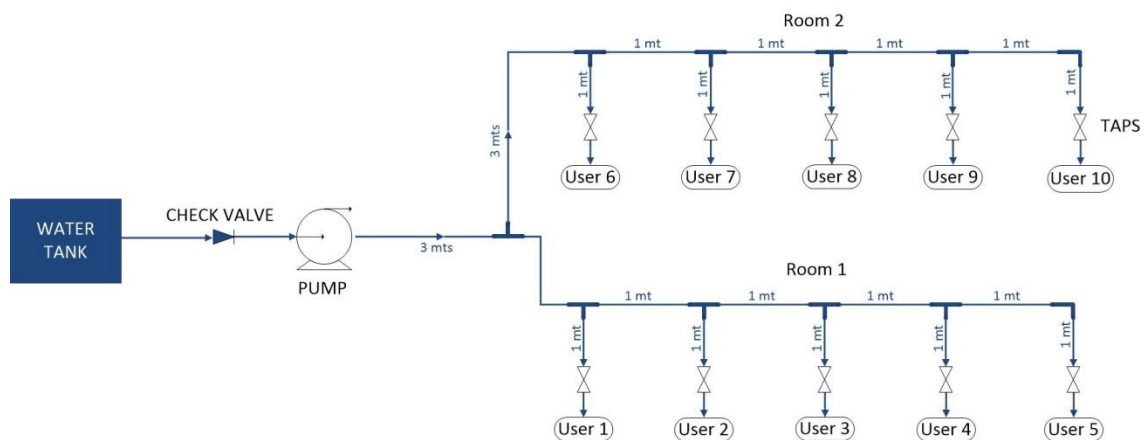 Room 2
1 mt
1 mt
1 mt
1 mt
1 mt
1 mt
1 mt
1 mt
1 mt
TAPS
3 mts
User 6
User 7
User 8
User 9
User 10
WATER
TANK
CHECK VALVE
PUMP
3 mts
Room 1
1 mt
1 mt
1 mt
1 mt
1 mt
1 mt
1 mt
1 mt
1 mt
User 1
User 2
User 3
User 4
User 5